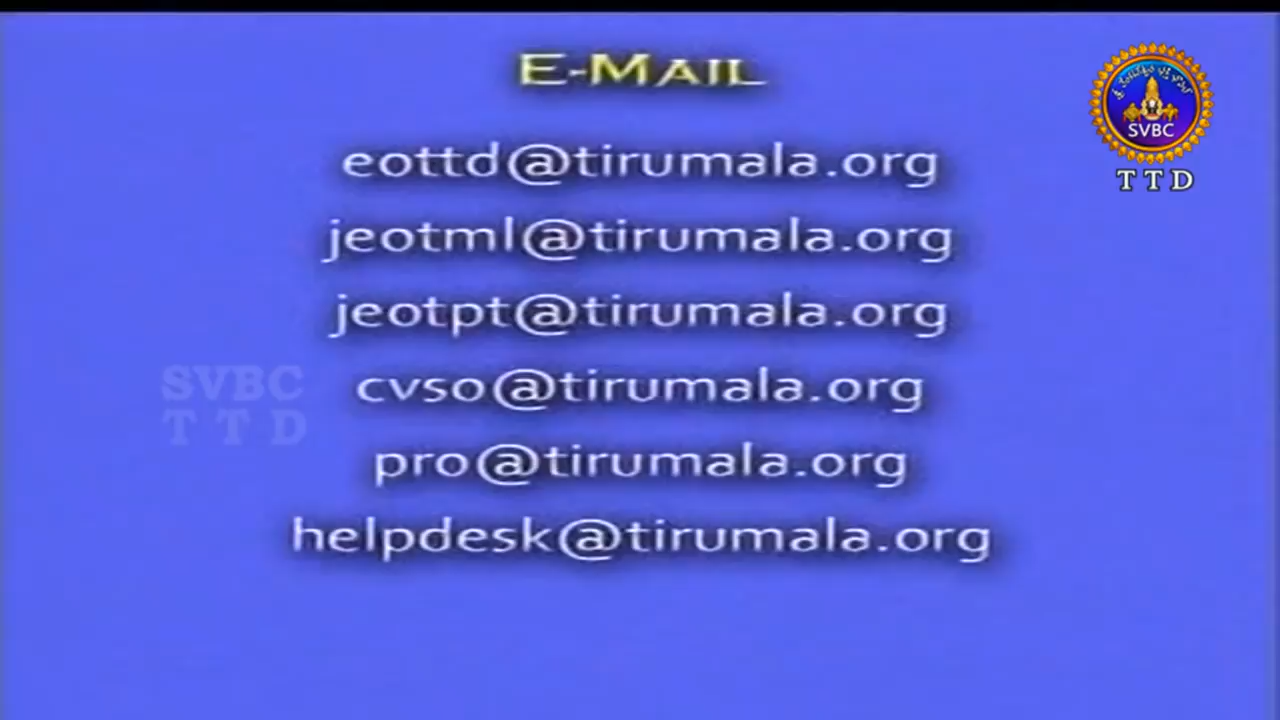 E-MAIL
eottd@tirumala.org
jeotml@tirumala.org
jeotpt@tirumala.org
cvso@tirumala.org
pro@tirumala.org
helpdesk@tirumala.org
SVBC
TTD
SVBC
TTD